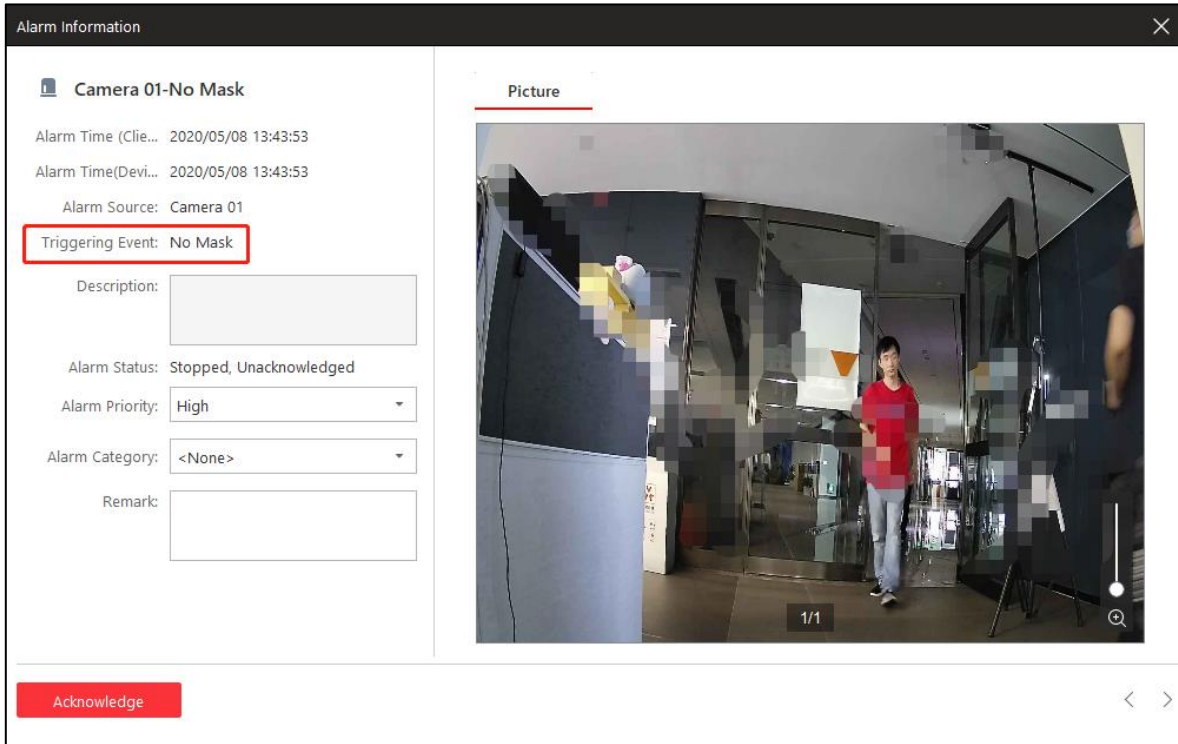 Alarm Information
Camera 01-No Mask
Alarm Time (Clie... 2020/05/08 13:43:53
Alarm Time(Devi... 2020/05/08 13:43:53
Alarm Source: Camera 01
Triggering Event: No Mask
Description:
Alarm Status: Stopped, Unacknowledged
Alarm Priority: High
Alarm Category: <None>
Remark:
Acknowledge
Picture
1/1